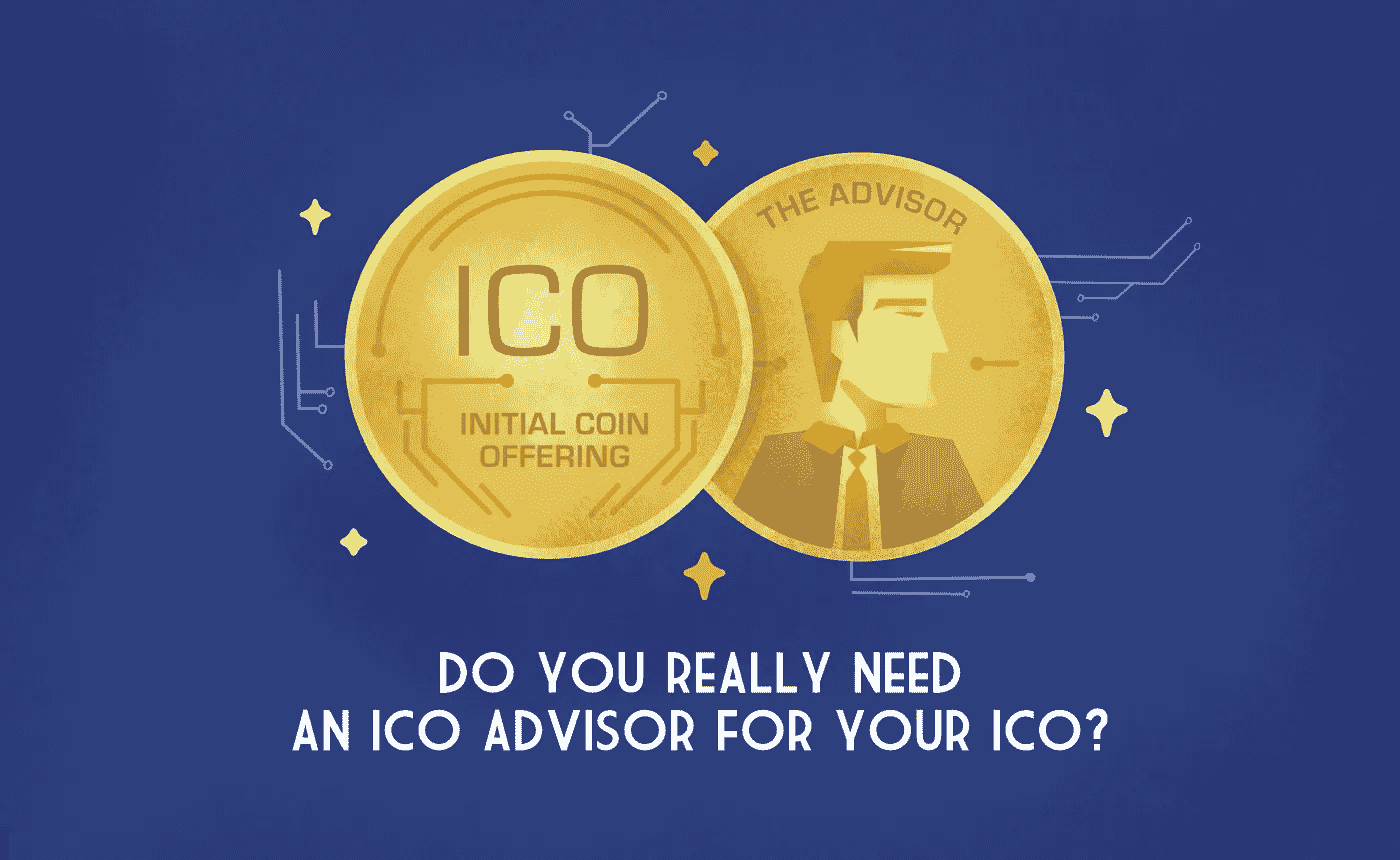 ICO
INITIAL COIN
OFFERING
THE ADVISOR
DO YOU REALLY NEED
AN ICO ADVISOR FOR YOUR ICO?